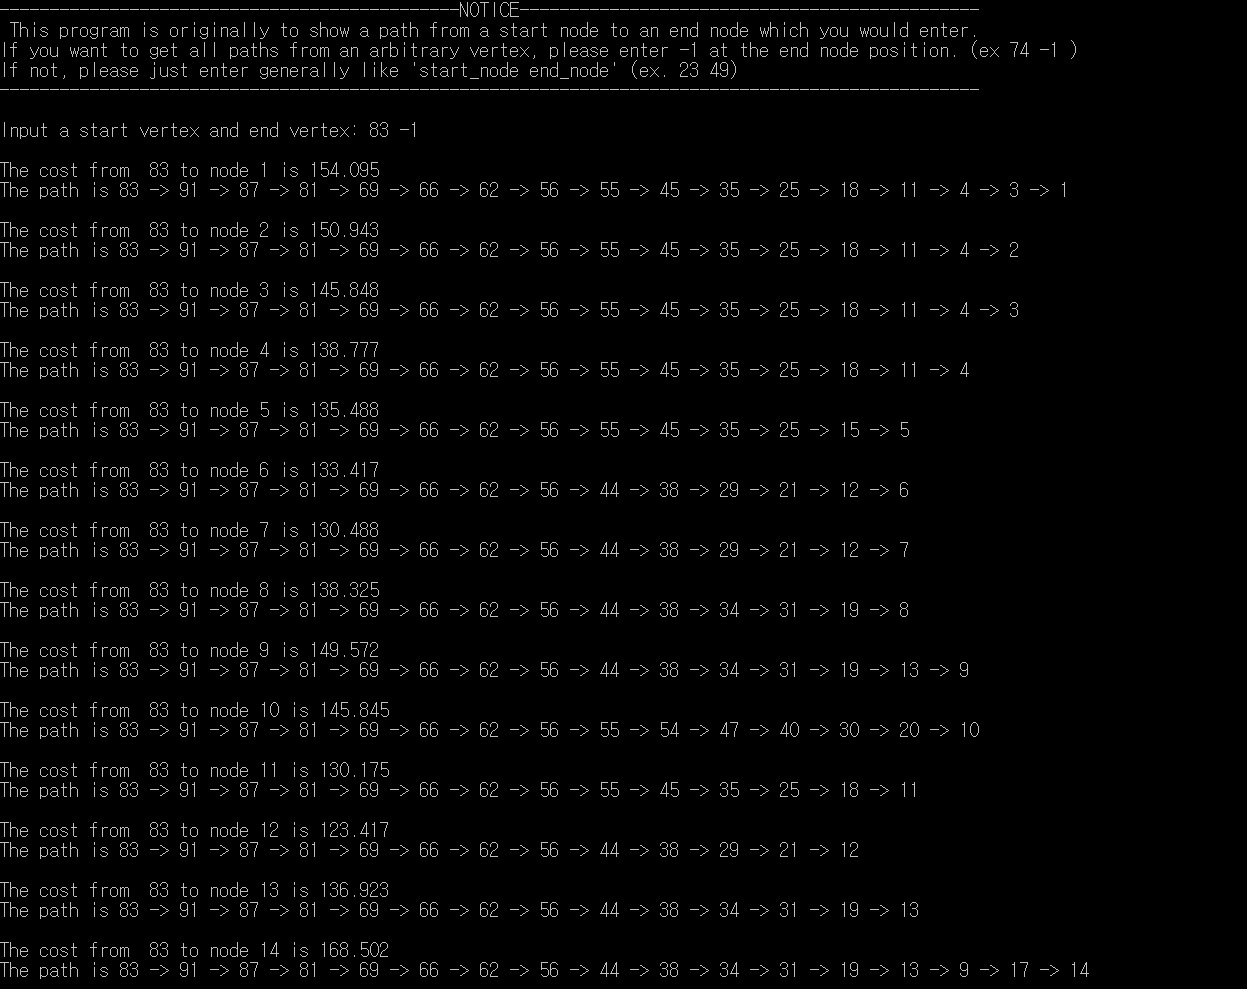 ----------------------------------------------NOTICE----------------------------------------------
 This program is originally to show a path from a start node to an end node which you would enter.
If you want to get all paths from an arbitrary vertex, please enter -1 at the end node position. (ex 74 -1 )
If not, please just enter generally like 'start_node end_node' (ex. 23 49)
--------------------------------------------------------------------------------------------------
Input a start vertex and end vertex: 83 -1
The cost from  83 to node 1 is 154.095
The path is 83 -> 91 -> 87 -> 81 -> 69 -> 66 -> 62 -> 56 -> 55 -> 45 -> 35 -> 25 -> 18 -> 11 -> 4 -> 3 -> 1
The cost from  83 to node 2 is 150.943
The path is 83 -> 91 -> 87 -> 81 -> 69 -> 66 -> 62 -> 56 -> 55 -> 45 -> 35 -> 25 -> 18 -> 11 -> 4 -> 2
The cost from  83 to node 3 is 145.848
The path is 83 -> 91 -> 87 -> 81 -> 69 -> 66 -> 62 -> 56 -> 55 -> 45 -> 35 -> 25 -> 18 -> 11 -> 4 -> 3
The cost from  83 to node 4 is 138.777
The path is 83 -> 91 -> 87 -> 81 -> 69 -> 66 -> 62 -> 56 -> 55 -> 45 -> 35 -> 25 -> 18 -> 11 -> 4
The cost from  83 to node 5 is 135.488
The path is 83 -> 91 -> 87 -> 81 -> 69 -> 66 -> 62 -> 56 -> 55 -> 45 -> 35 -> 25 -> 15 -> 5
The cost from  83 to node 6 is 133.417
The path is 83 -> 91 -> 87 -> 81 -> 69 -> 66 -> 62 -> 56 -> 44 -> 38 -> 29 -> 21 -> 12 -> 6
The cost from  83 to node 7 is 130.488
The path is 83 -> 91 -> 87 -> 81 -> 69 -> 66 -> 62 -> 56 -> 44 -> 38 -> 29 -> 21 -> 12 -> 7
The cost from  83 to node 8 is 138.325
The path is 83 -> 91 -> 87 -> 81 -> 69 -> 66 -> 62 -> 56 -> 44 -> 38 -> 34 -> 31 -> 19 -> 8
The cost from  83 to node 9 is 149.572
The path is 83 -> 91 -> 87 -> 81 -> 69 -> 66 -> 62 -> 56 -> 44 -> 38 -> 34 -> 31 -> 19 -> 13 -> 9
The cost from  83 to node 10 is 145.845
The path is 83 -> 91 -> 87 -> 81 -> 69 -> 66 -> 62 -> 56 -> 55 -> 54 -> 47 -> 40 -> 30 -> 20 -> 10
The cost from  83 to node 11 is 130.175
The path is 83 -> 91 -> 87 -> 81 -> 69 -> 66 -> 62 -> 56 -> 55 -> 45 -> 35 -> 25 -> 18 -> 11
The cost from  83 to node 12 is 123.417
The path is 83 -> 91 -> 87 -> 81 -> 69 -> 66 -> 62 -> 56 -> 44 -> 38 -> 29 -> 21 -> 12
The cost from  83 to node 13 is 136.923
The path is 83 -> 91 -> 87 -> 81 -> 69 -> 66 -> 62 -> 56 -> 44 -> 38 -> 34 -> 31 -> 19 -> 13
The cost from  83 to node 14 is 168.502
The path is 83 -> 91 -> 87 -> 81 -> 69 -> 66 -> 62 -> 56 -> 44 -> 38 -> 34 -> 31 -> 19 -> 13 -> 9 -> 17 -> 14